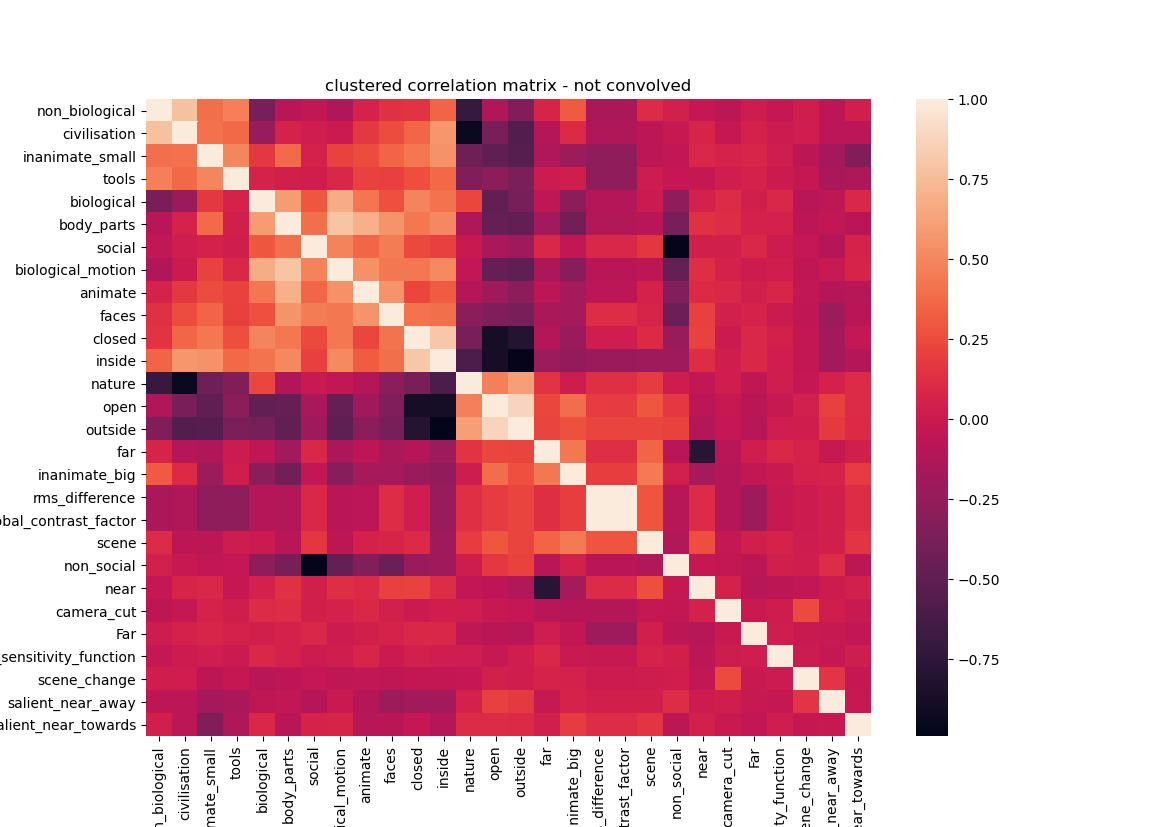 clustered correlation matrix - not convolved
non_biological
civilisation
inanimate_small
tools
biological
body_parts
social
biological_motion
animate
faces
closed
inside
nature
open
outside
far
inanimate_big
rms_difference
obal_contrast_factor
scene
non_social
near
camera_cut
Far
_sensitivity_function
scene_change
salient_near_away
alient_near_towards
1.00
0.75
0.50
0.25
0.00
−0.25
−0.50
−0.75
n_biological
civilisation
mate_small
tools
biological
body_parts
social
ical_motion
animate
faces
closed
inside
nature
open
outside
far
nimate_big
_difference
trast_factor
scene
non_social
near
camera_cut
Far
ty_function
ene_change
_near_away
ear_towards